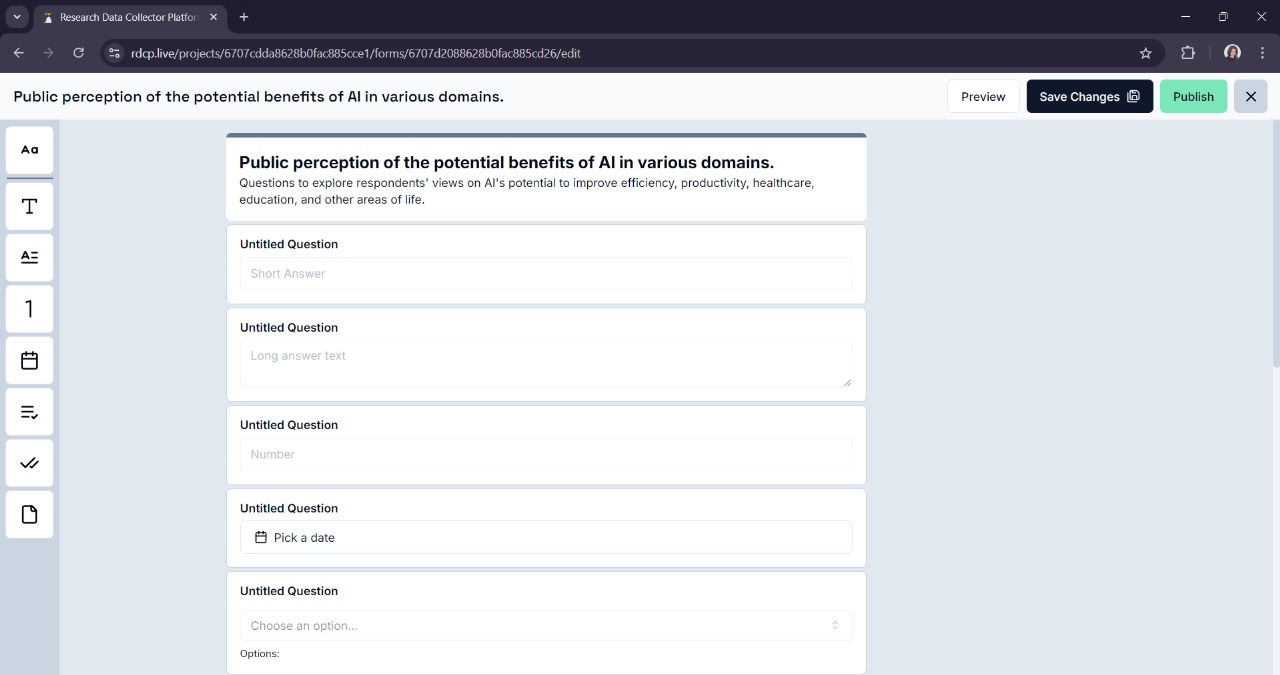 Research Data Collector Platfor
rdcp.live/projects/6707cdda8628b0fac885cce1/forms/6707d2088628b0fac885cd26/edit
Public perception of the potential benefits of AI in various domains.
Preview
Save Changes
Publish
Aa
T
A
1
Public perception of the potential benefits of AI in various domains.
Questions to explore respondents' views on AI's potential to improve efficiency, productivity, healthcare,
education, and other areas of life.
Untitled Question
Short Answer
Untitled Question
Long answer text
Untitled Question
Number
Untitled Question
Pick a date
Untitled Question
Choose an option...
Options: